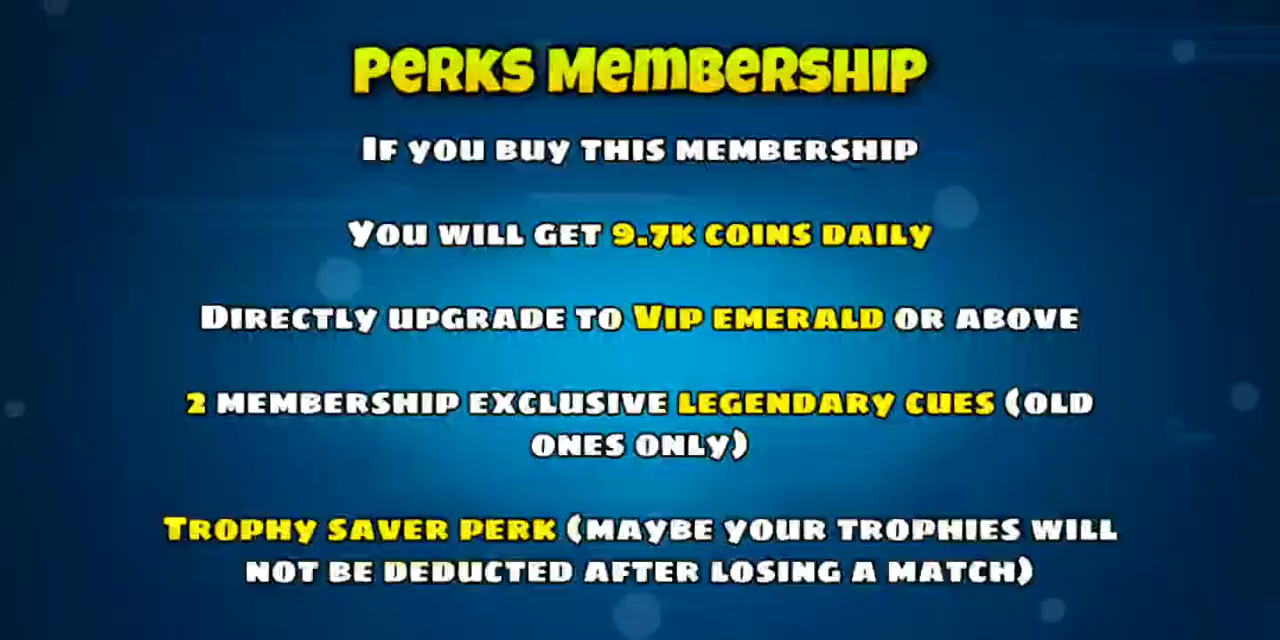 Perks Membership
If you buy this membership
You will get 9.7k coins daily
Directly upgrade to Vip emerald or above
2 membership exclusive legendary cues (old
ones only)
Trophy saver perk (maybe your trophies will
not be deducted after losing a match)